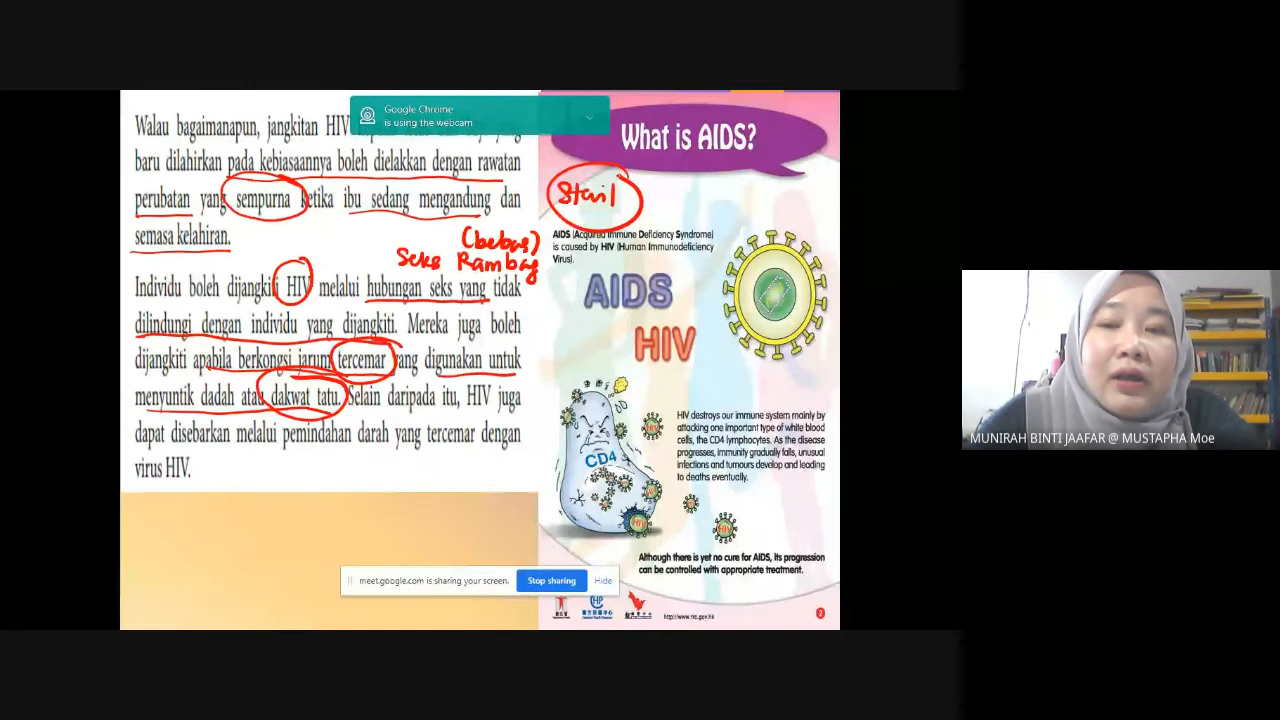 Google Chrome
is using the webcam
Walau bagaimanapun, jangkitan HIV
baru dilahirkan pada kebiasaannya boleh dielakkan dengan rawatan
perubatan yang sempurna ketika ibu sedang mengandung dan
semasa kelahiran.
(bebas)
Seks Rambag
Individu boleh dijangkiti HIV melalui hubungan seks yang tidak
dilindungi dengan individu yang dijangkiti. Mereka juga boleh
dijangkiti apabila berkongsi jarum tercemar yang digunakan untuk
menyuntik dadah atau dakwat tatu. Selain daripada itu, HIV juga
dapat disebarkan melalui pemindahan darah yang tercemar dengan
virus HIV.
What is AIDS?
AIDS (Acquired Immune Deficiency Syndrome)
is caused by HIV (Human Immunodeficiency
Virus).
AIDS
HIV
HIV destroys our immune system mainly by
attacking one important type of white blood
cells, the CD4 lymphocytes. As the disease
progresses, immunity gradually falls, unusual
infections and tumours develop and leading
to deaths eventually.
CD4
HIV
HIV
HIV
Although there is yet no cure for AIDS, its progression
can be controlled with appropriate treatment.
meet.google.com is sharing your screen.
Stop sharing
Hide
2
MUNIRAH BINTI JAAFAR @ MUSTAPHA Moe